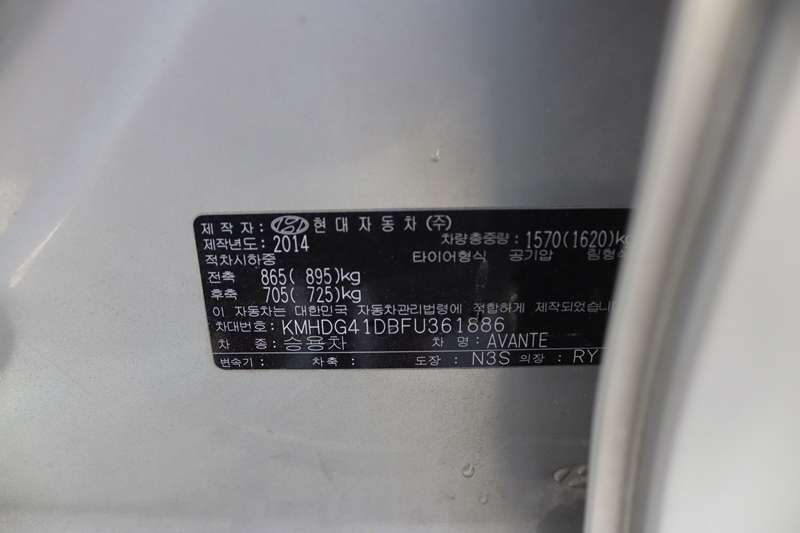 제작자: 현대자동차(주)
제작년도: 2014 차량총중량: 1570(1620)kg
적차시하중 타이어형식 공기압 림형식
전축 865( 895)kg
후축 705( 725)kg
이 자동차는 대한민국 자동차관리법령에 적합하게 제작되었습니다
차대번호: KMHDG41DBFU361886
차 종: 승용차 차 명: AVANTE
변속기: 차축: 도장: N3S 의장: RY